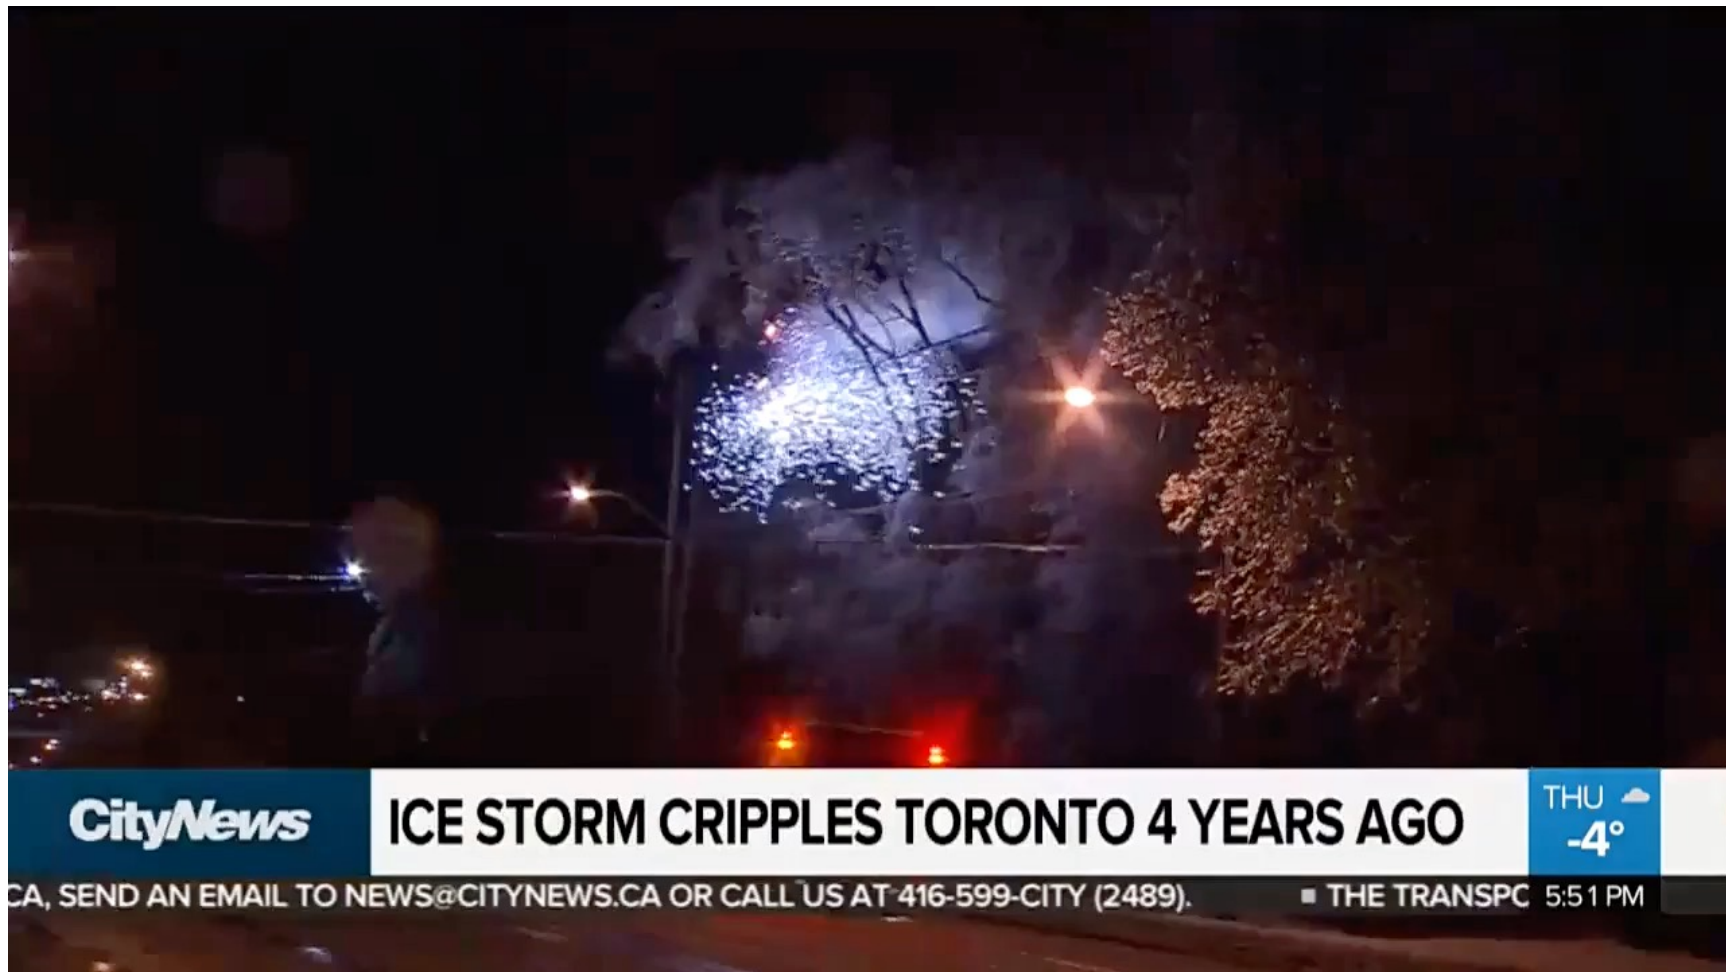 CityNews
ICE STORM CRIPPLES TORONTO 4 YEARS AGO
THU
-4°
CA, SEND AN EMAIL TO NEWS@CITYNEWS.CA OR CALL US AT 416-599-CITY (2489).
■ THE TRANSPO
5:51 PM